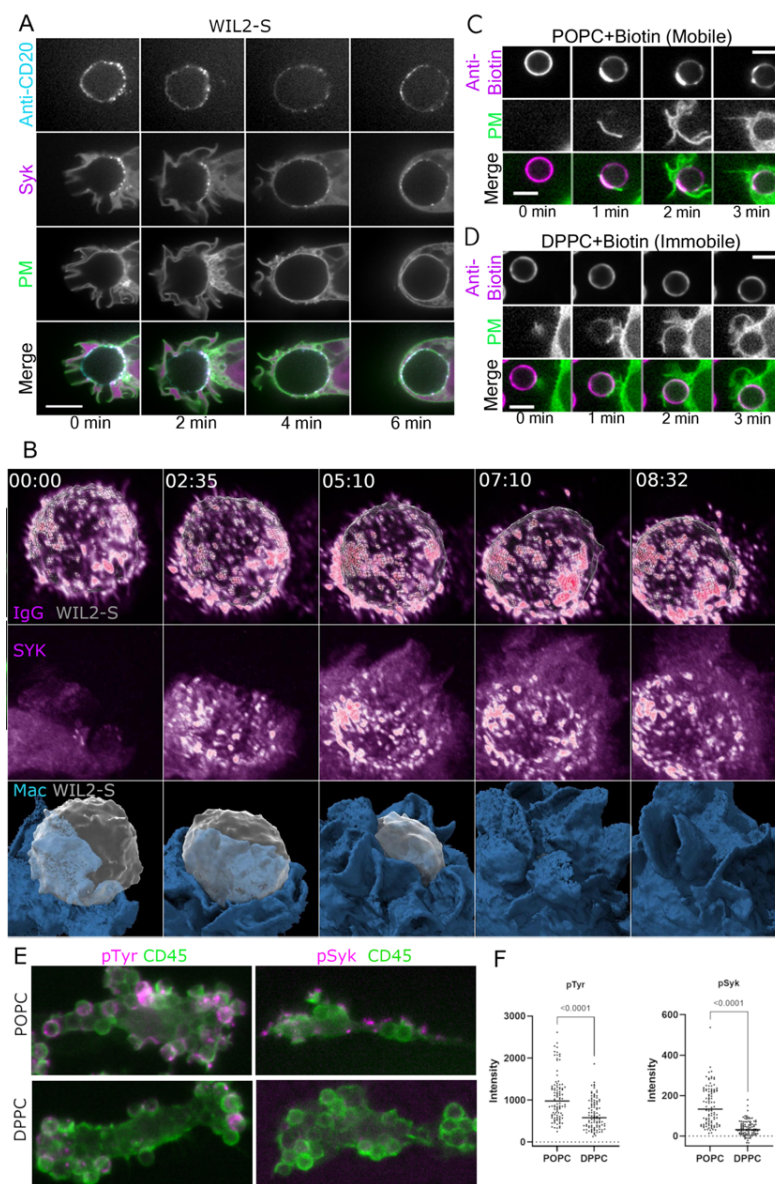 A
WIL2-S
Anti-CD20
Syk
PM
Merge
0 min
2 min
4 min
6 min
C
POPC+Biotin (Mobile)
Anti-
Biotin
PM
Merge
0 min
1 min
2 min
3 min
D
DPPC+Biotin (Immobile)
Anti-
Biotin
PM
Merge
0 min
1 min
2 min
3 min
B
00:00
02:35
05:10
07:10
08:32
IgG WIL2-S
SYK
Mac WIL2-S
E
pTyr CD45
pSyk CD45
POPC
DPPC
F
pTyr
<0.0001
Intensity
3000
2000
1000
0
POPC
DPPC
pSyk
<0.0001
Intensity
600
400
200
0
POPC
DPPC